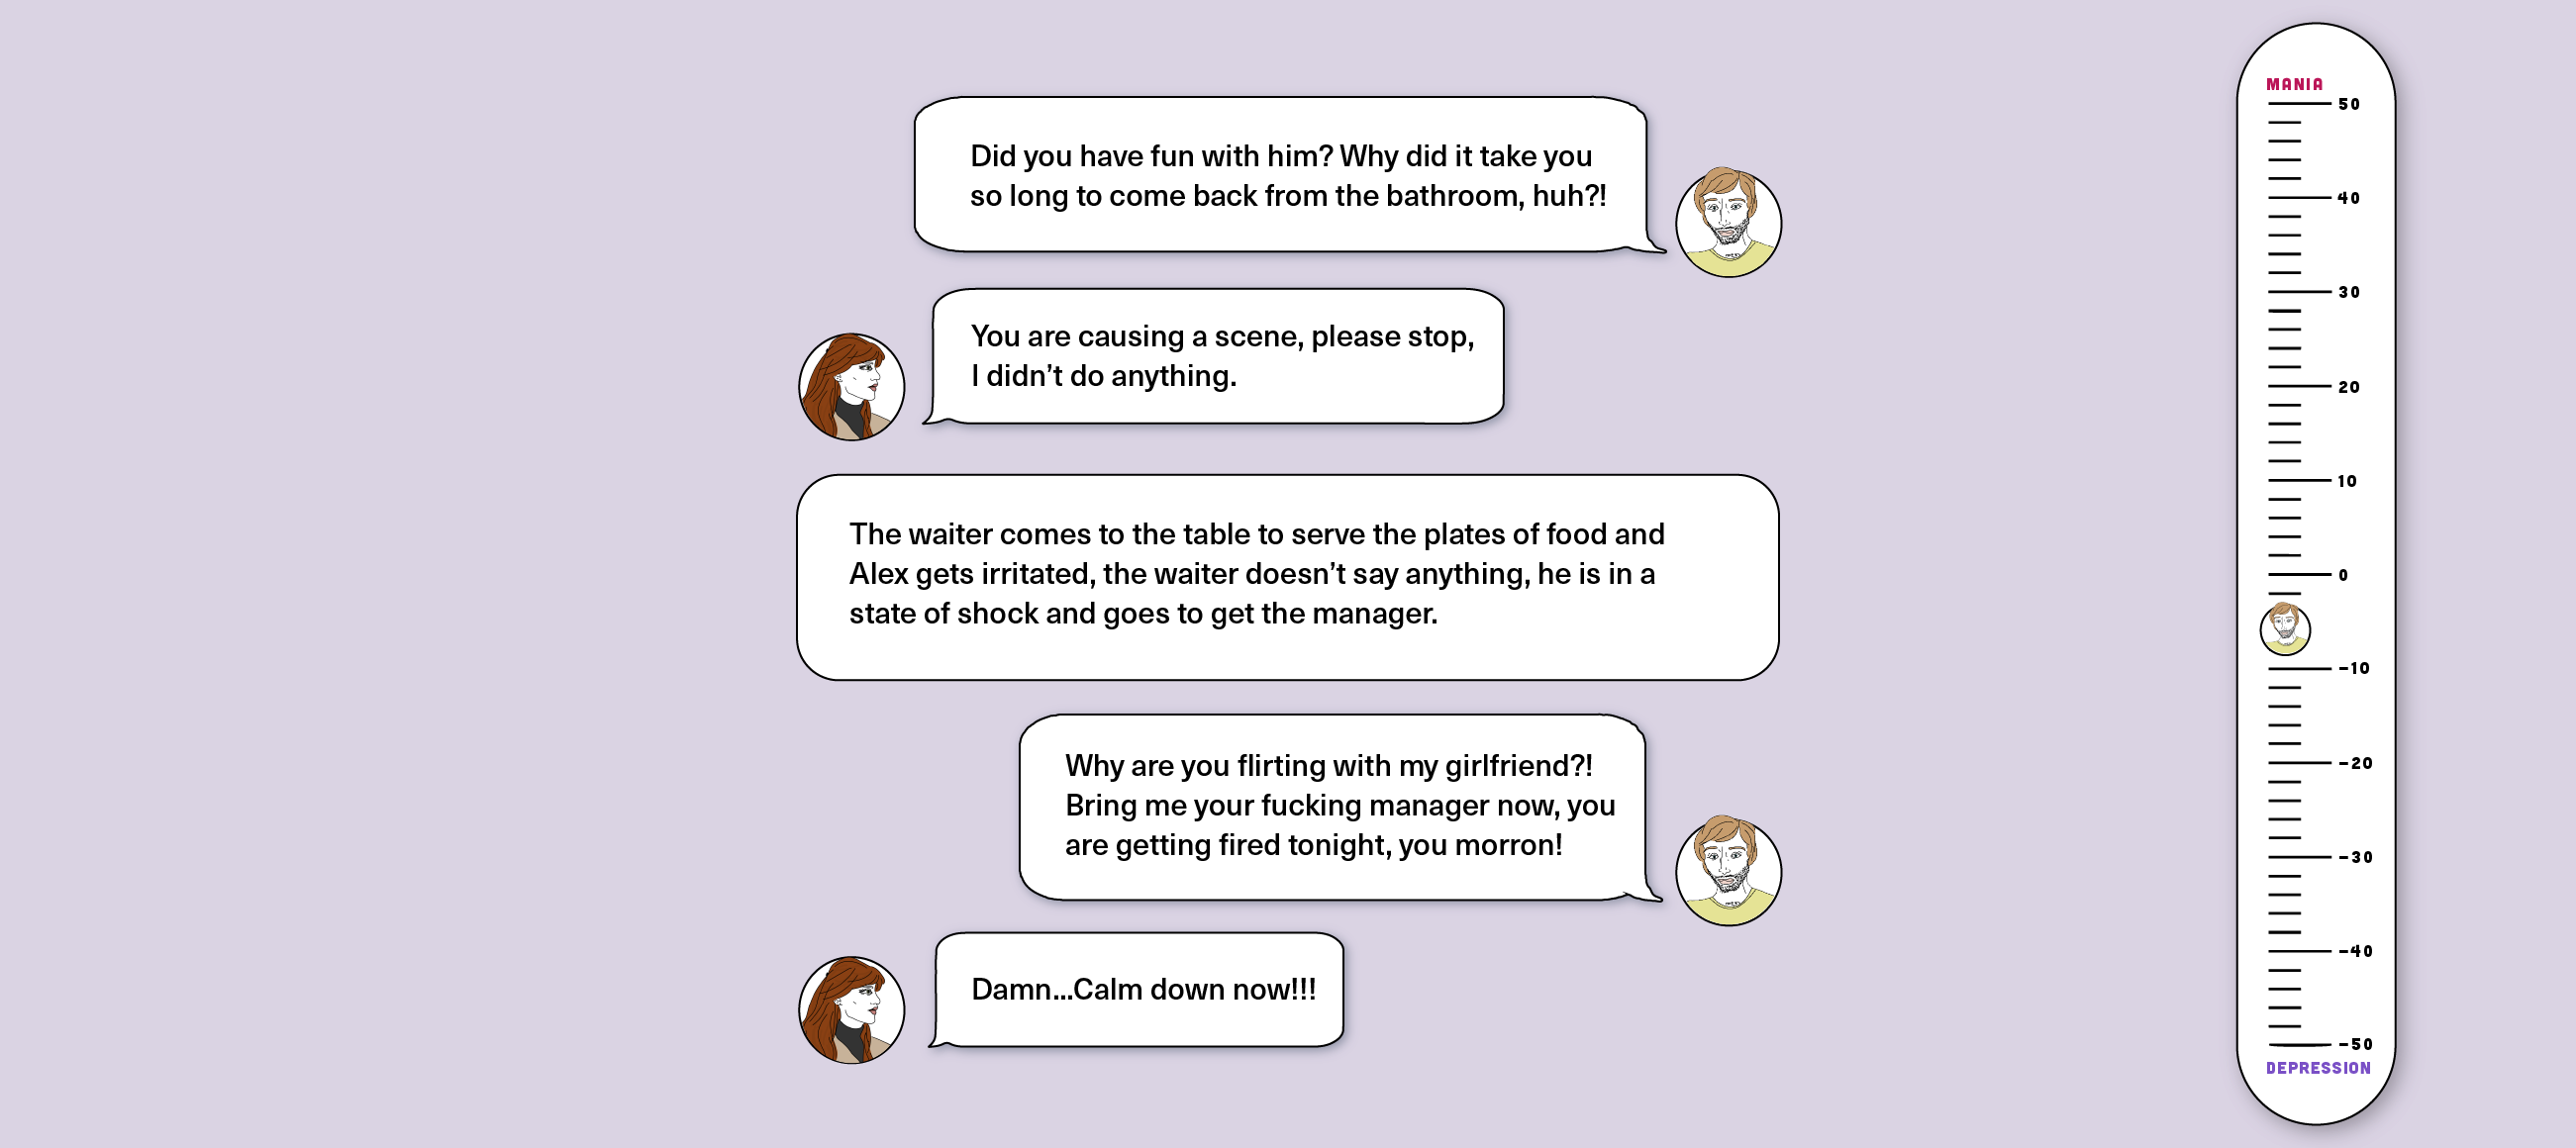 Did you have fun with him? Why did it take you
so long to come back from the bathroom, huh?!
You are causing a scene, please stop,
I didn’t do anything.
The waiter comes to the table to serve the plates of food and
Alex gets irritated, the waiter doesn’t say anything, he is in a
state of shock and goes to get the manager.
Why are you flirting with my girlfriend?!
Bring me your fucking manager now, you
are getting fired tonight, you morron!
Damn...Calm down now!!!
MANIA
50
40
30
20
10
0
-10
-20
-30
-40
-50
DEPRESSION